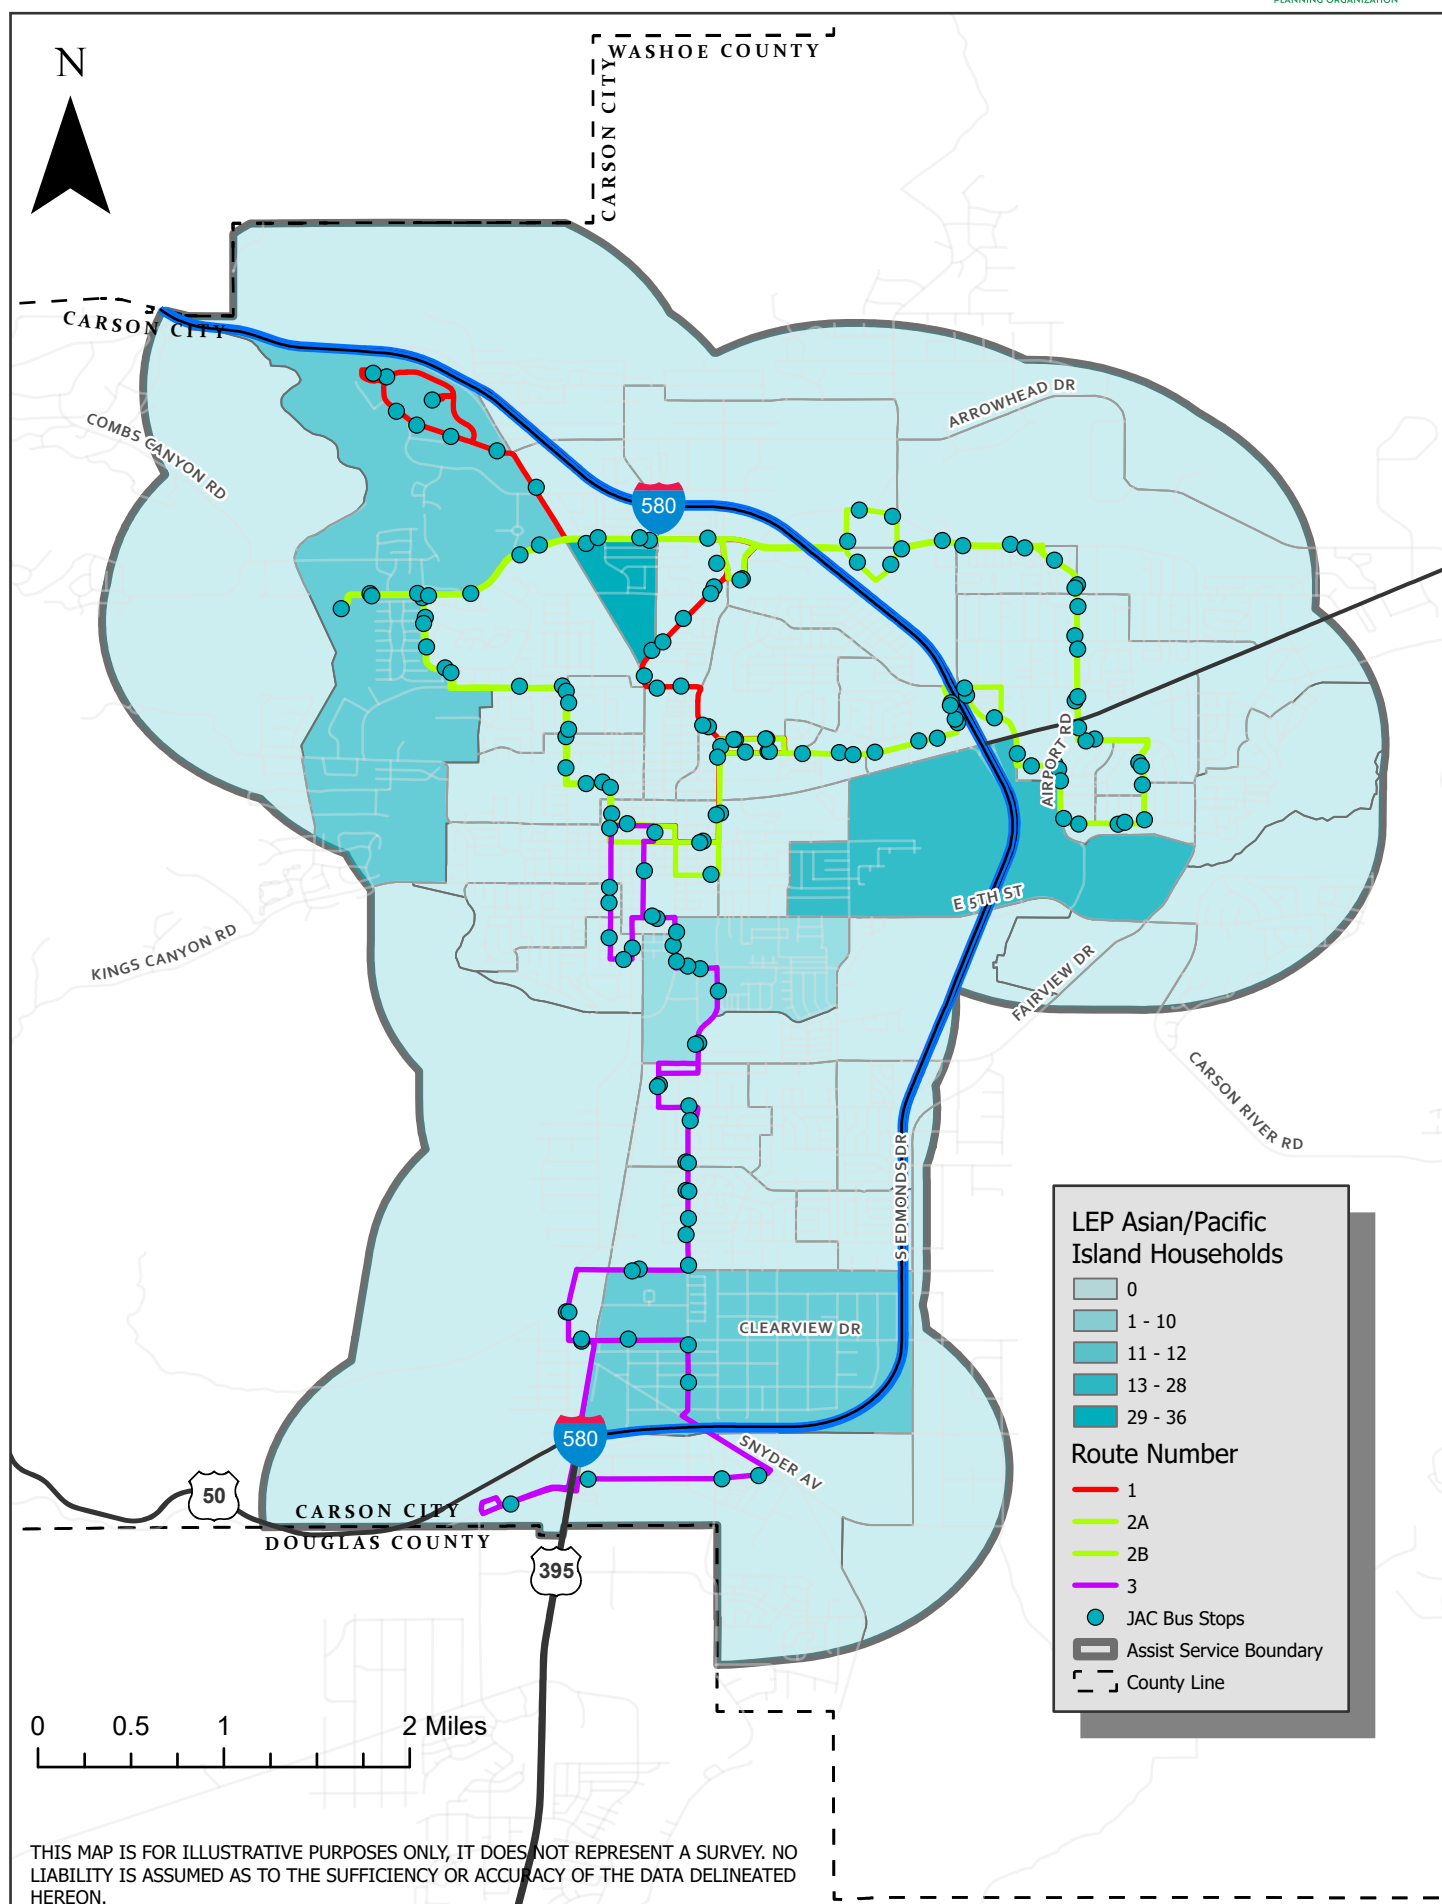 PLANNING ORGANIZATION
N
WASHOE COUNTY
CARSON CITY
CARSON CITY
COMBS CANYON RD
ARROWHEAD DR
580
AIRPORT RD
E 5TH ST
KINGS CANYON RD
FAIRVIEW DR
CARSON RIVER RD
S EDMONDS DR
CLEARVIEW DR
580
SNYDER AV
50
CARSON CITY
DOUGLAS COUNTY
395
LEP Asian/Pacific
Island Households
0
1 - 10
11 - 12
13 - 28
29 - 36
Route Number
1
2A
2B
3
JAC Bus Stops
Assist Service Boundary
County Line
0 0.5 1 2 Miles
THIS MAP IS FOR ILLUSTRATIVE PURPOSES ONLY, IT DOES NOT REPRESENT A SURVEY. NO
LIABILITY IS ASSUMED AS TO THE SUFFICIENCY OR ACCURACY OF THE DATA DELINEATED
HEREON.